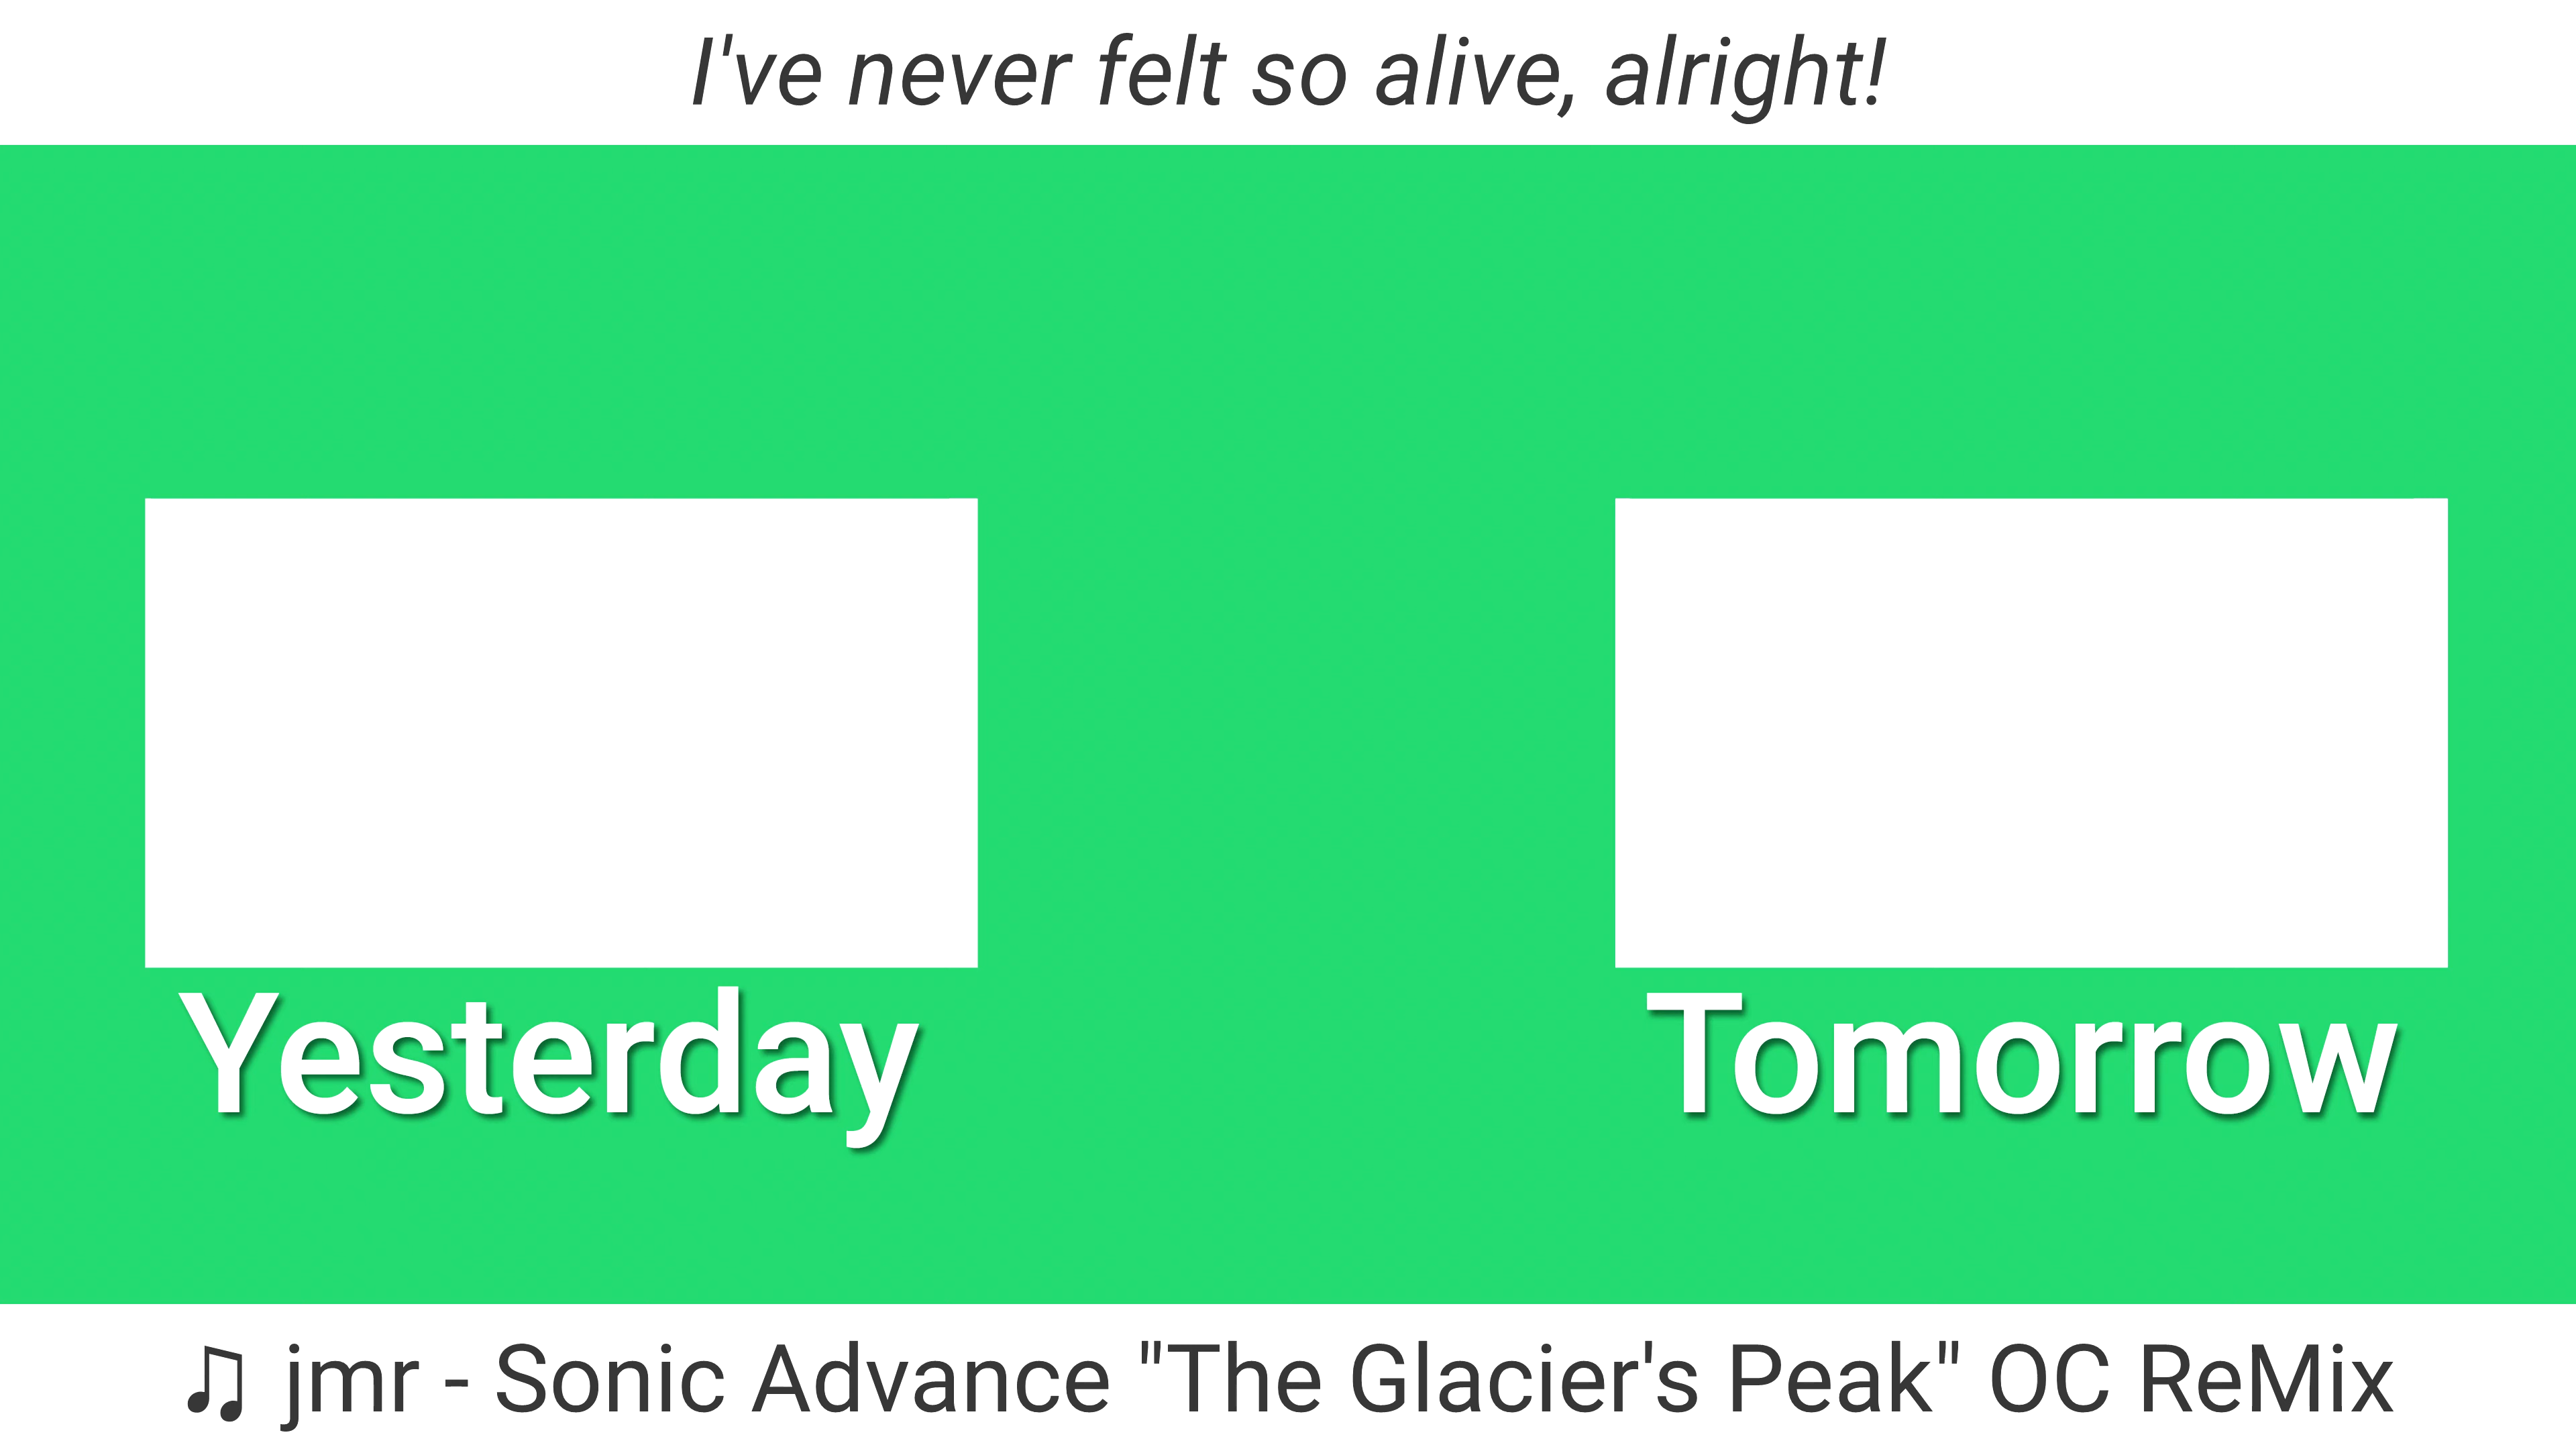 I've never felt so alive, alright!
Yesterday
Tomorrow
♫ jmr - Sonic Advance "The Glacier's Peak" OC ReMix